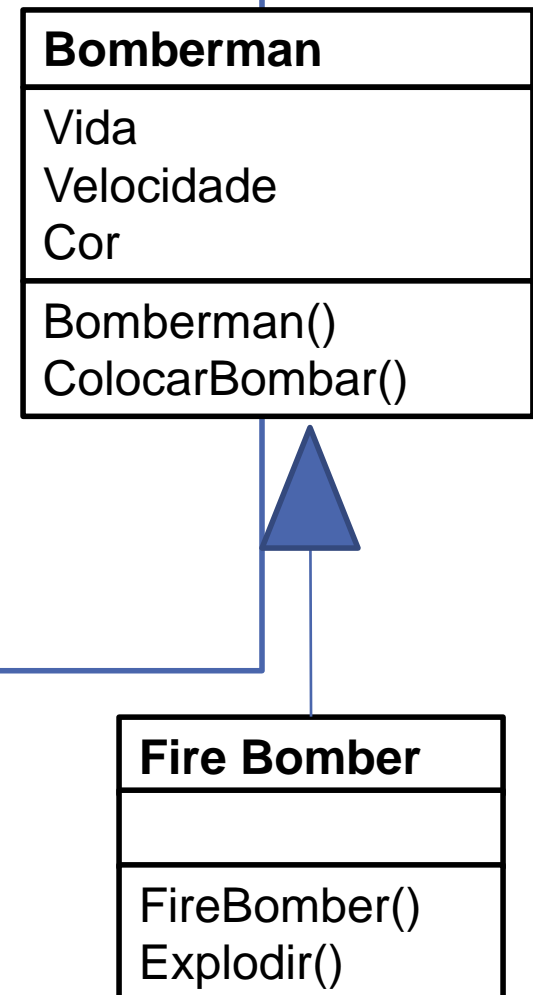 Bomberman
Vida
Velocidade
Cor
Bomberman()
ColocarBombar()
Fire Bomber
FireBomber()
Explodir()